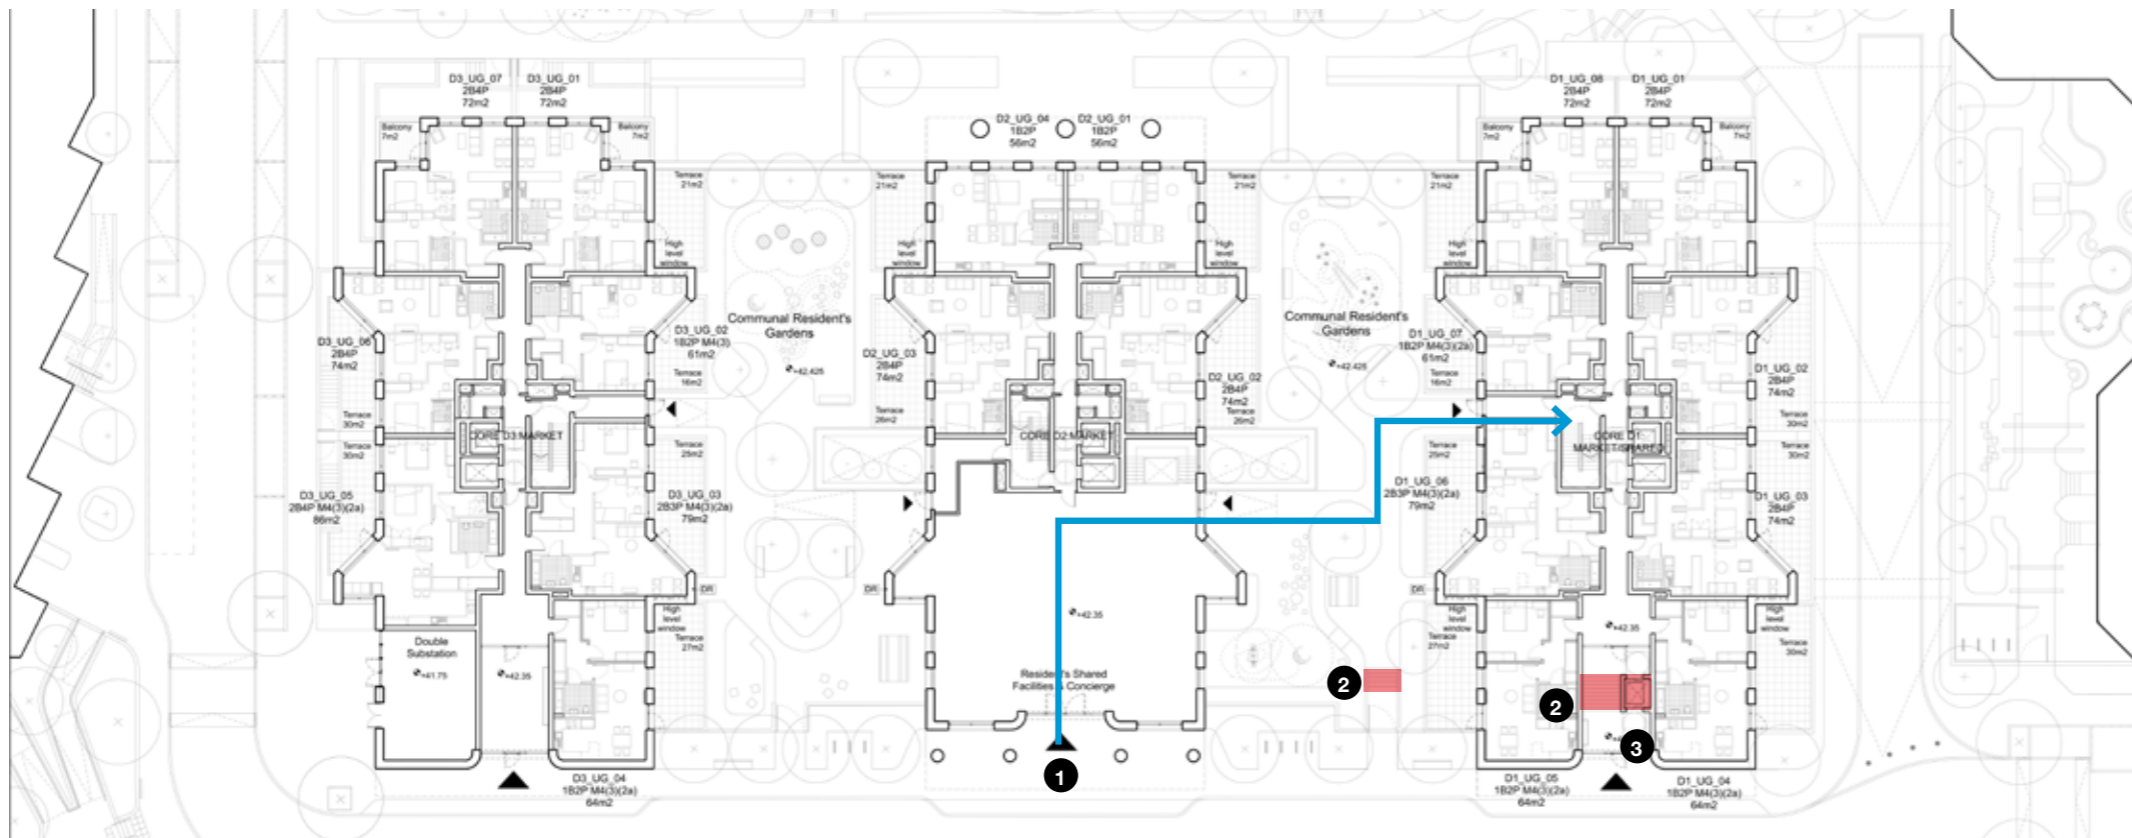 D3_UG_07
2B4P
72m2
D3_UG_01
2B4P
72m2
Balcony
7m2
Balcony
7m2
Terrace
21m2
High
level
window
D3_UG_06
2B4P
74m2
D3_UG_02
1B2P M4(3)
61m2
Terrace
16m2
Terrace
30m2
Terrace
30m2
CORE D3 MARKET
Terrace
25m2
D3_UG_05
2B4P M4(3)(2a)
86m2
D3_UG_03
2B3P M4(3)(2a)
79m2
DR
High
level
window
Terrace
27m2
Double
Substation
+41.75
+42.35
D3_UG_04
1B2P M4(3)(2a)
64m2
Communal Resident's
Gardens
+42.425
D2_UG_04
1B2P
56m2
D2_UG_01
1B2P
56m2
Terrace
21m2
Terrace
21m2
High
level
window
High
level
window
D2_UG_03
2B4P
74m2
D2_UG_02
2B4P
74m2
Terrace
26m2
Terrace
26m2
CORE D2 MARKET
DR
+42.35
Resident's Shared
Facilities & Concierge
1
Communal Resident's
Gardens
+42.425
D1_UG_08
2B4P
72m2
D1_UG_01
2B4P
72m2
Balcony
7m2
Balcony
7m2
Terrace
21m2
High
level
window
D1_UG_07
1B2P M4(3)(2a)
61m2
Terrace
16m2
D1_UG_02
2B4P
74m2
Terrace
30m2
Terrace
30m2
CORE D1
MARKET/SHARED
Terrace
25m2
D1_UG_06
2B3P M4(3)(2a)
79m2
D1_UG_03
2B4P
74m2
DR
High
level
window
Terrace
27m2
High
level
window
Terrace
30m2
+42.35
2
2
3
D1_UG_05
1B2P M4(3)(2a)
64m2
D1_UG_04
1B2P M4(3)(2a)
64m2